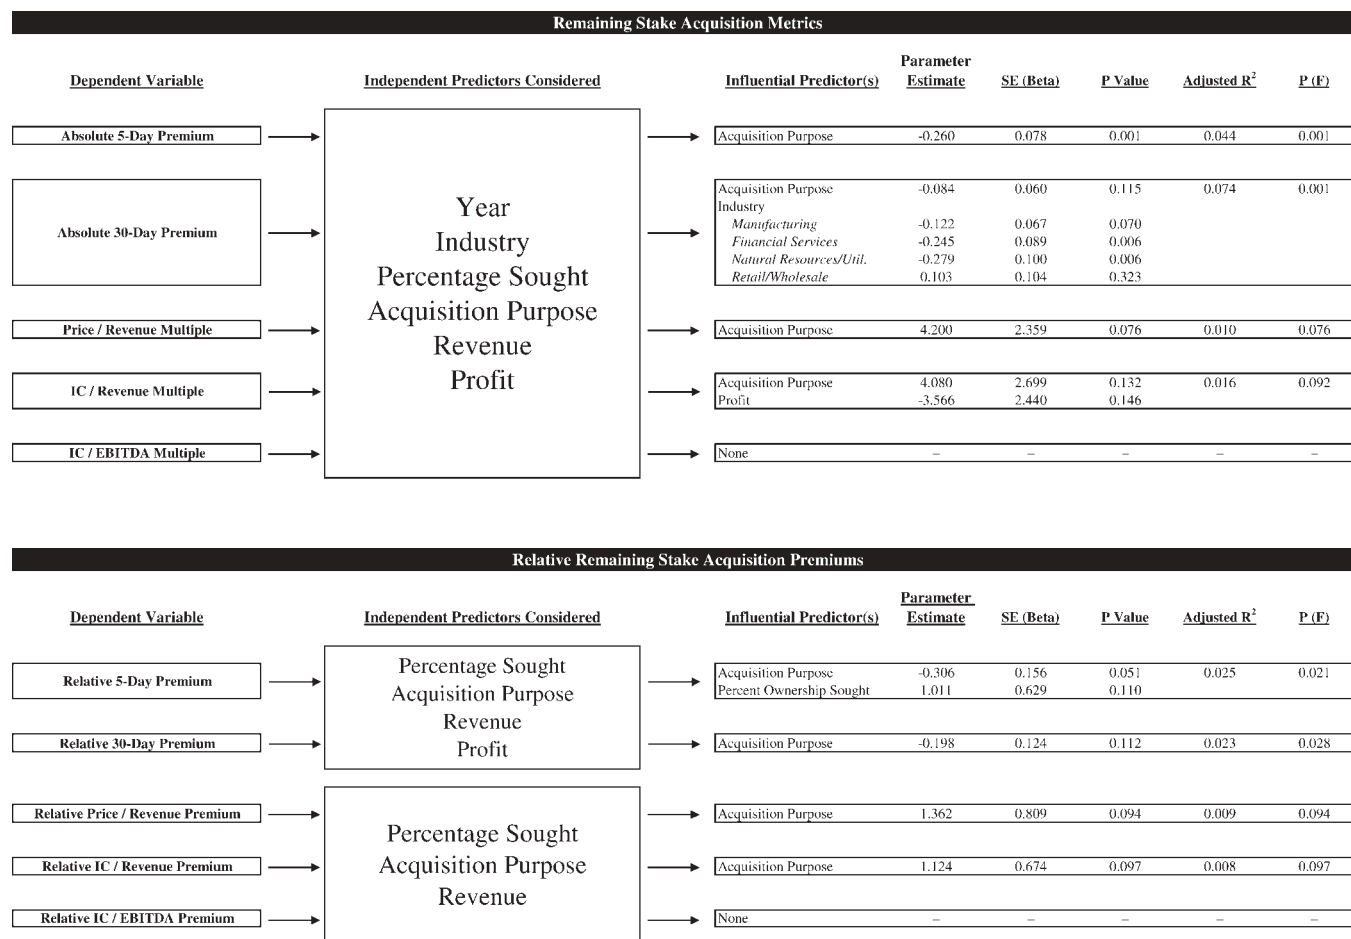 Remaining Stake Acquisition Metrics
Parameter
Dependent Variable Independent Predictors Considered Influential Predictor(s) Estimate SE (Beta) P Value Adjusted R² P (F)
Absolute 5-Day Premium Acquisition Purpose -0.260 0.078 0.001 0.044 0.001
Absolute 30-Day Premium
Year
Industry
Percentage Sought
Acquisition Purpose
Revenue
Profit
Acquisition Purpose -0.084 0.060 0.115 0.074 0.001
Industry
Manufacturing -0.122 0.067 0.070
Financial Services -0.245 0.089 0.006
Natural Resources/Util. -0.279 0.100 0.006
Retail/Wholesale 0.103 0.104 0.323
Price / Revenue Multiple Acquisition Purpose 4.200 2.359 0.076 0.010 0.076
IC / Revenue Multiple Acquisition Purpose 4.080 2.699 0.132 0.016 0.092
Profit -3.566 2.440 0.146
IC / EBITDA Multiple None – – – – –
Relative Remaining Stake Acquisition Premiums
Parameter
Dependent Variable Independent Predictors Considered Influential Predictor(s) Estimate SE (Beta) P Value Adjusted R² P (F)
Relative 5-Day Premium
Percentage Sought
Acquisition Purpose
Revenue
Profit
Acquisition Purpose -0.306 0.156 0.051 0.025 0.021
Percent Ownership Sought 1.011 0.629 0.110
Relative 30-Day Premium Acquisition Purpose -0.198 0.124 0.112 0.023 0.028
Relative Price / Revenue Premium Acquisition Purpose 1.362 0.809 0.094 0.009 0.094
Percentage Sought
Acquisition Purpose
Revenue
Relative IC / Revenue Premium Acquisition Purpose 1.124 0.674 0.097 0.008 0.097
Relative IC / EBITDA Premium None – – – – –